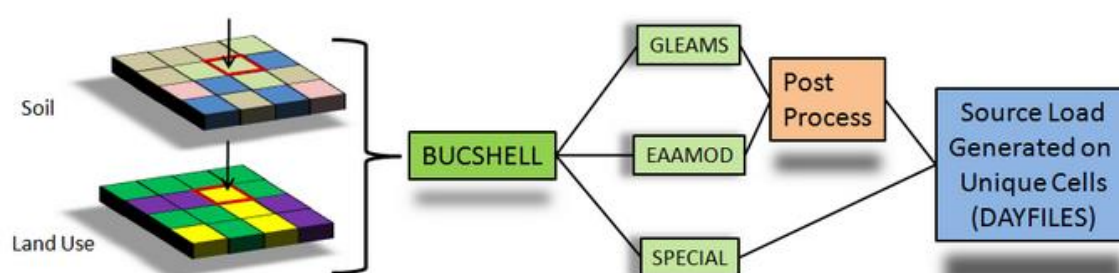 Soil
Land Use
BUCSHELL
GLEAMS
EAAMOD
SPECIAL
Post
Process
Source Load
Generated on
Unique Cells
(DAYFILES)